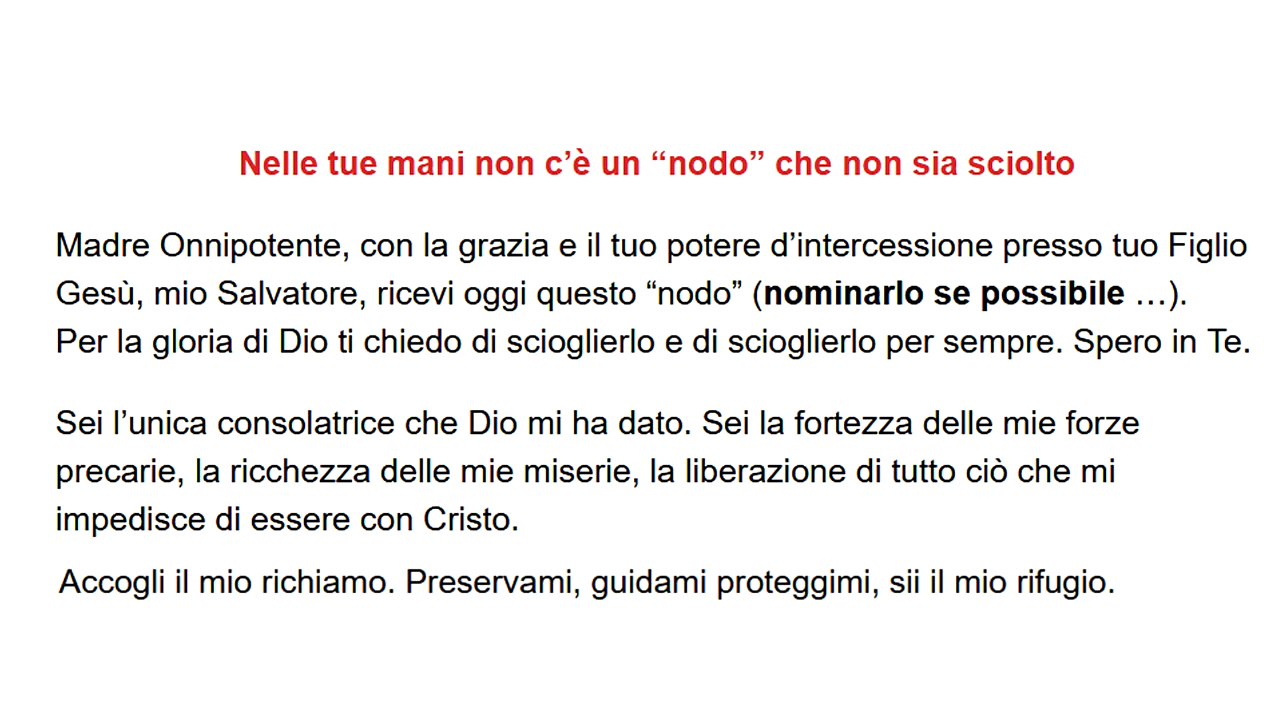 Nelle tue mani non c’è un “nodo” che non sia sciolto
Madre Onnipotente, con la grazia e il tuo potere d’intercessione presso tuo Figlio
Gesù, mio Salvatore, ricevi oggi questo “nodo” (nominarlo se possibile …).
Per la gloria di Dio ti chiedo di scioglierlo e di scioglierlo per sempre. Spero in Te.
Sei l’unica consolatrice che Dio mi ha dato. Sei la fortezza delle mie forze
precarie, la ricchezza delle mie miserie, la liberazione di tutto ciò che mi
impedisce di essere con Cristo.
Accogli il mio richiamo. Preservami, guidami proteggimi, sii il mio rifugio.